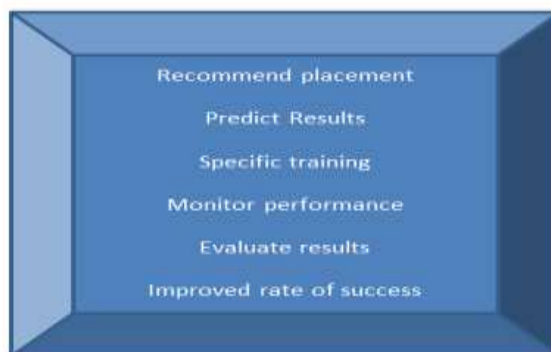 Recommend placement
Predict Results
Specific training
Monitor performance
Evaluate results
Improved rate of success